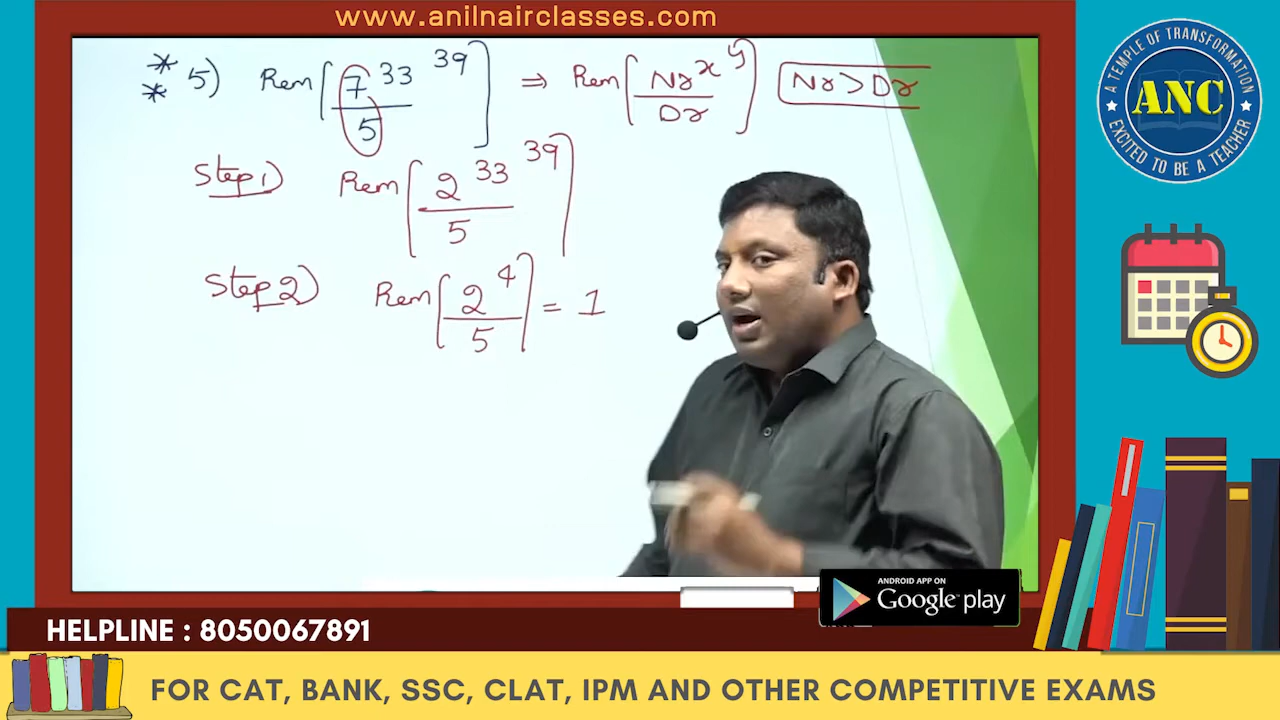 www.anilnairclasses.com
** 5) Rem[7^33^39/5] ⇒ Rem[Nr^x^y/Dr] Nr>Dr
Step 1) Rem[2^33^39/5]
Step 2) Rem[2^4/5] = 1
A TEMPLE OF TRANSFORMATION
ANC
EXCITED TO BE A TEACHER
ANDROID APP ON
Google play
HELPLINE : 8050067891
FOR CAT, BANK, SSC, CLAT, IPM AND OTHER COMPETITIVE EXAMS